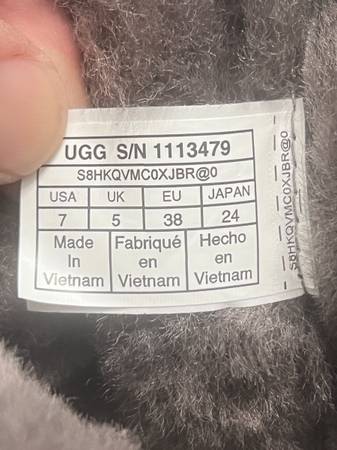 UGG S/N 1113479
S8HKQVMC0XJBR@0
USA UK EU JAPAN
7 5 38 24
Made Fabriqué Hecho
In en en
Vietnam Vietnam Vietnam
S8HKQVMC0XJBR@0